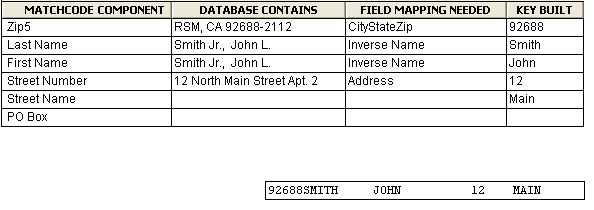 MATCHCODE COMPONENT DATABASE CONTAINS FIELD MAPPING NEEDED KEY BUILT
Zip5 RSM, CA 92688-2112 CityStateZip 92688
Last Name Smith Jr., John L. Inverse Name Smith
First Name Smith Jr., John L. Inverse Name John
Street Number 12 North Main Street Apt. 2 Address 12
Street Name Main
PO Box
92688SMITH JOHN 12 MAIN